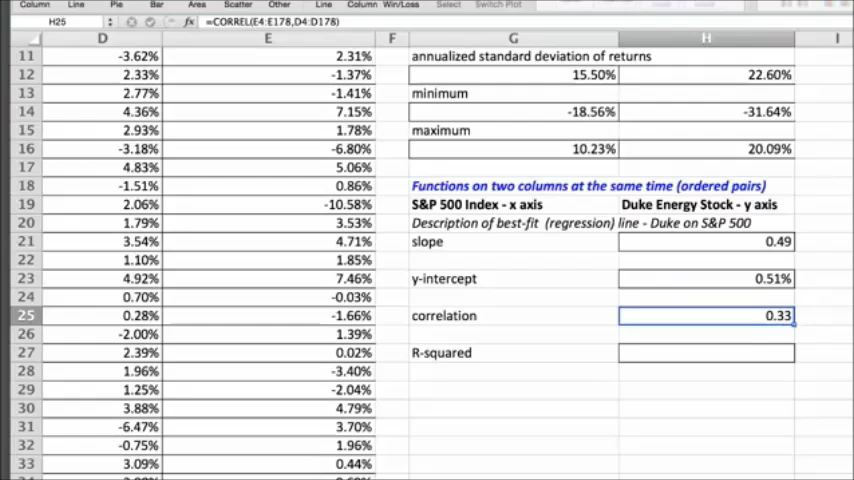 Column Pie Bar Area Scatter Other Line Column Win/Loss Select Switch Plot
H25 fx =CORREL(E4:E178,D4:D178)
D E F G H I
11 -3.62% 2.31% annualized standard deviation of returns
12 2.33% -1.37% 15.50% 22.60%
13 2.77% -1.41% minimum
14 4.36% 7.15% -18.56% -31.64%
15 2.93% 1.78% maximum
16 -3.18% -6.80% 10.23% 20.09%
17 4.83% 5.06%
18 -1.51% 0.86% Functions on two columns at the same time (ordered pairs)
19 2.06% -10.58% S&P 500 Index - x axis Duke Energy Stock - y axis
20 1.79% 3.53% Description of best-fit (regression) line - Duke on S&P 500
21 3.54% 4.71% slope 0.49
22 1.10% 1.85%
23 4.92% 7.46% y-intercept 0.51%
24 0.70% -0.03%
25 0.28% -1.66% correlation 0.33
26 -2.00% 1.39%
27 2.39% 0.02% R-squared
28 1.96% -3.40%
29 1.25% -2.04%
30 3.88% 4.79%
31 -6.47% 3.70%
32 -0.75% 1.96%
33 3.09% 0.44%